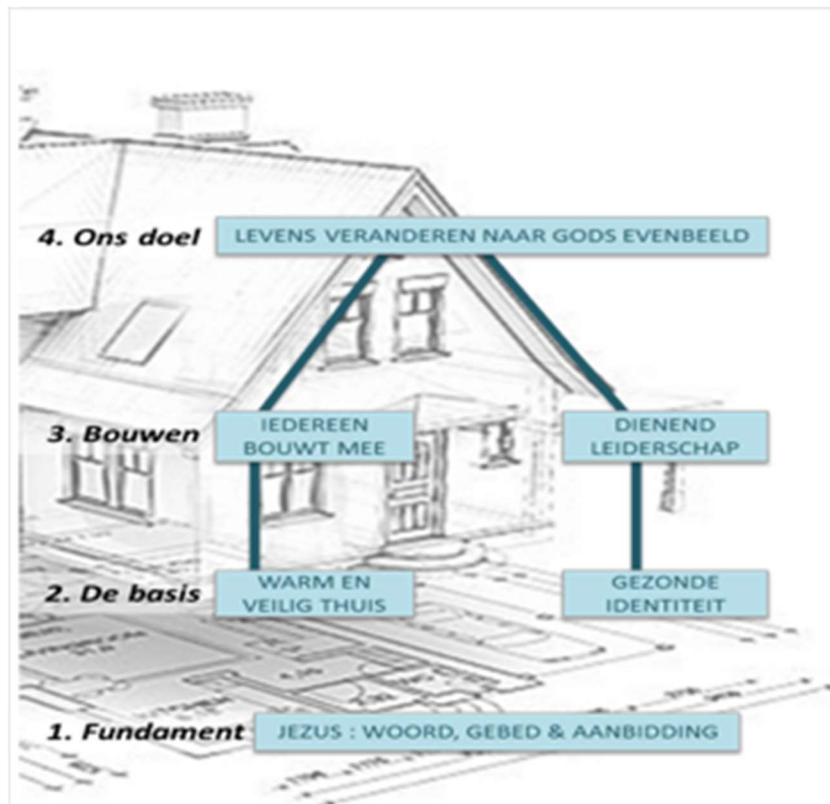 4. Ons doel
LEVENS VERANDEREN NAAR GODS EVENBEELD
3. Bouwen
IEDEREEN
BOUWT MEE
DIENEND
LEIDERSCHAP
2. De basis
WARM EN
VEILIG THUIS
GEZONDE
IDENTITEIT
1. Fundament
JEZUS : WOORD, GEBED & AANBIDDING